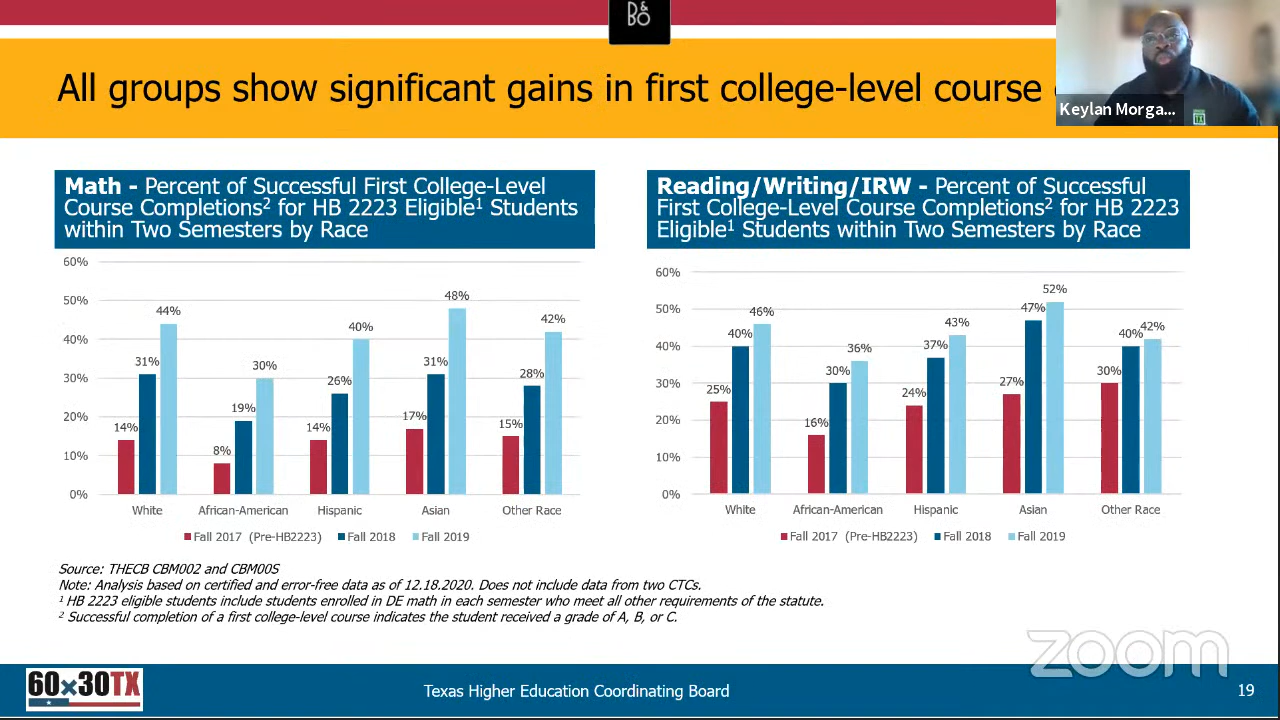 B&O
All groups show significant gains in first college-level course
Keylan Morga...
Math - Percent of Successful First College-Level
Course Completions² for HB 2223 Eligible¹ Students
within Two Semesters by Race
60%
50%
40%
30%
20%
10%
0%
14%
31%
44%
8%
19%
30%
14%
26%
40%
17%
31%
48%
15%
28%
42%
White
African-American
Hispanic
Asian
Other Race
Fall 2017 (Pre-HB2223)
Fall 2018
Fall 2019
Reading/Writing/IRW - Percent of Successful
First College-Level Course Completions² for HB 2223
Eligible¹ Students within Two Semesters by Race
60%
50%
40%
30%
20%
10%
0%
25%
40%
46%
16%
30%
36%
24%
37%
43%
27%
47%
52%
30%
40%
42%
White
African-American
Hispanic
Asian
Other Race
Fall 2017 (Pre-HB2223)
Fall 2018
Fall 2019
Source: THECB CBM002 and CBM00S
Note: Analysis based on certified and error-free data as of 12.18.2020. Does not include data from two CTCs.
¹ HB 2223 eligible students include students enrolled in DE math in each semester who meet all other requirements of the statute.
² Successful completion of a first college-level course indicates the student received a grade of A, B, or C.
zoom
60x30TX
Texas Higher Education Coordinating Board
19